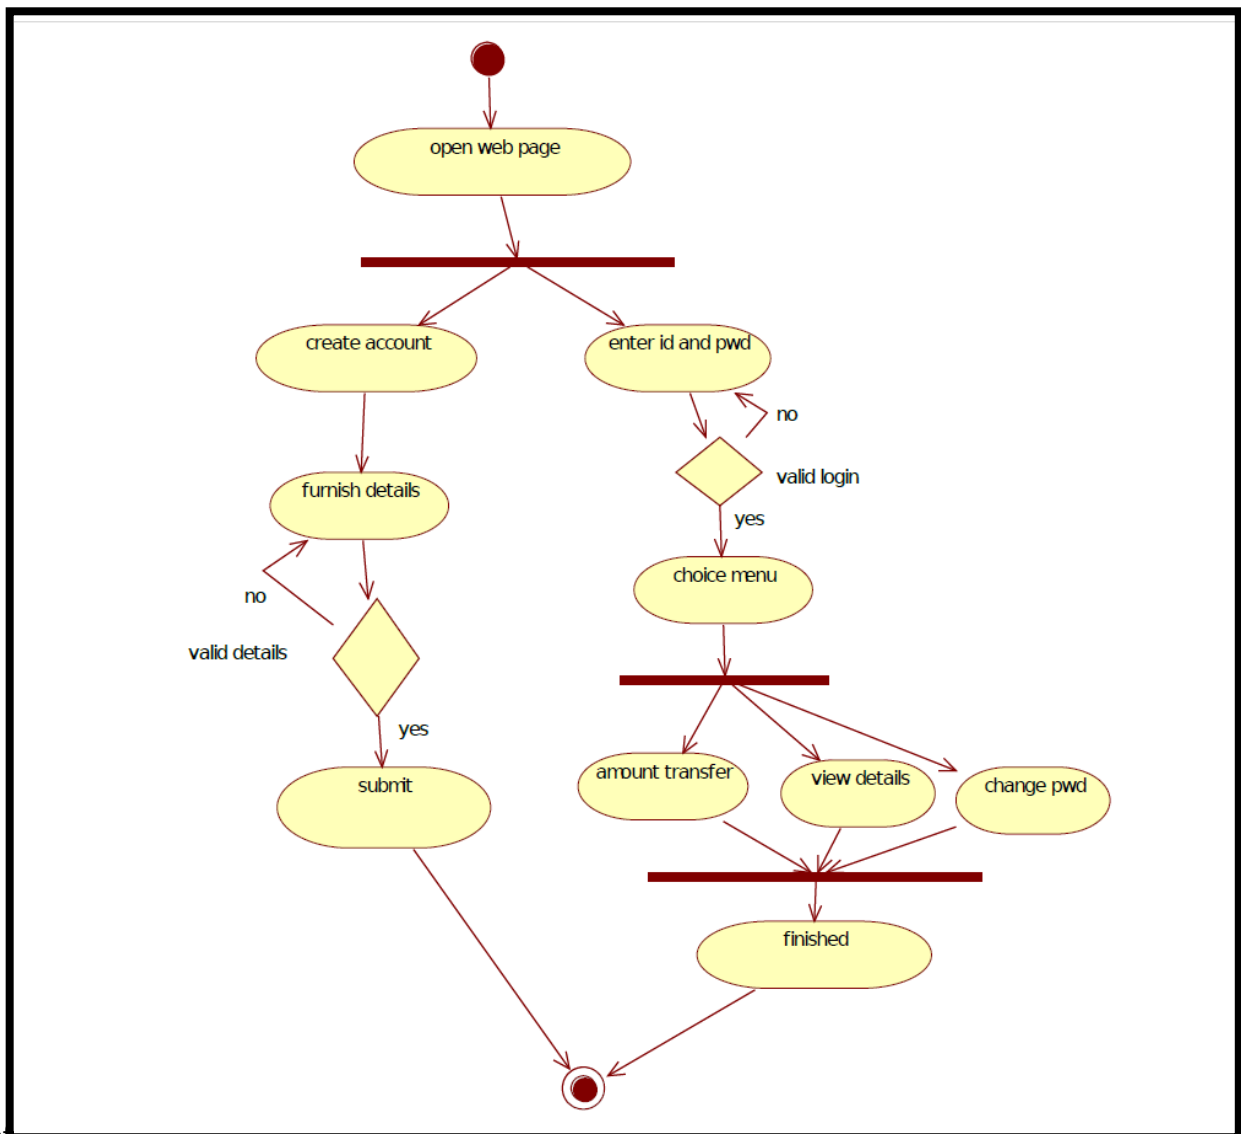 open web page
create account
enter id and pwd
no
valid login
furnish details
yes
choice menu
no
valid details
yes
submit
amount transfer
view details
change pwd
finished